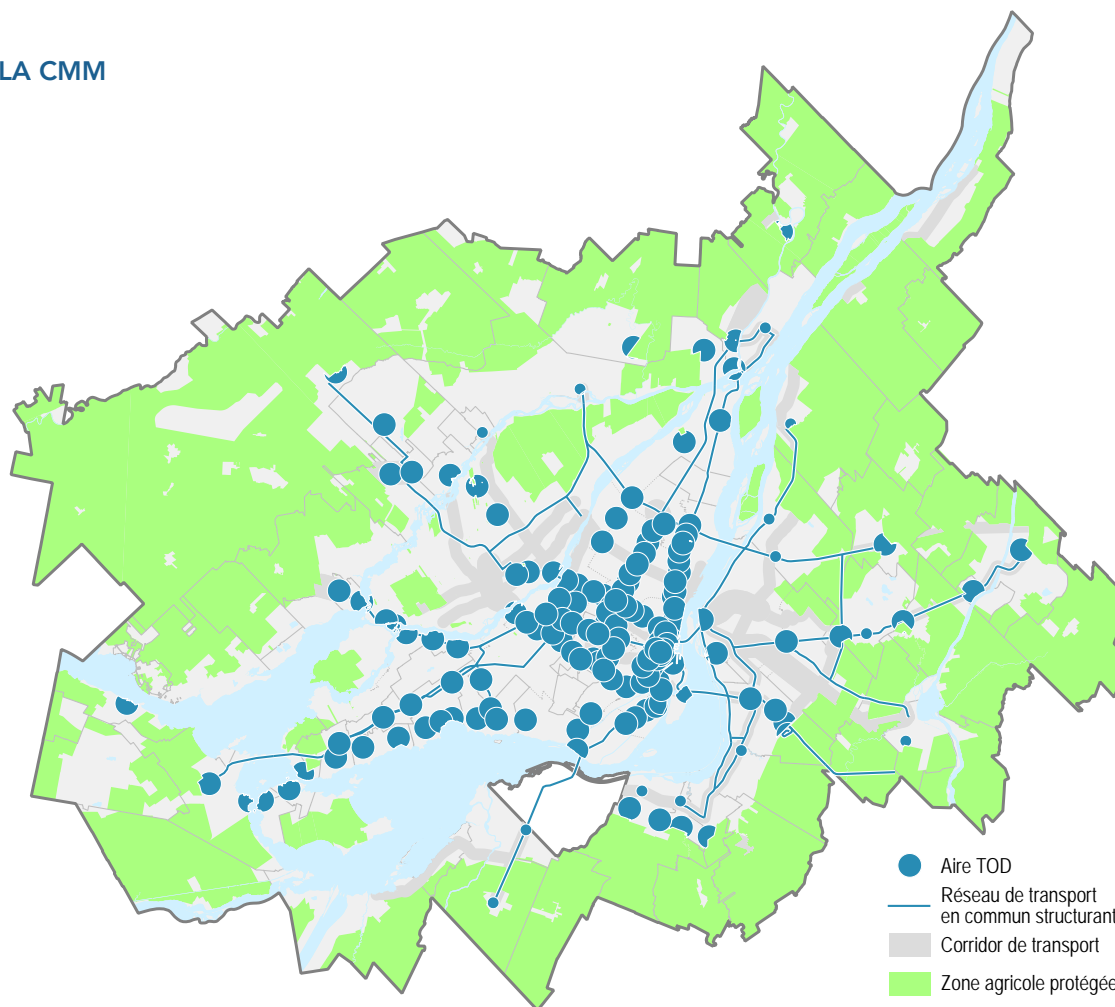 LA CMM
Aire TOD
Réseau de transport
en commun structurant
Corridor de transport
Zone agricole protégée